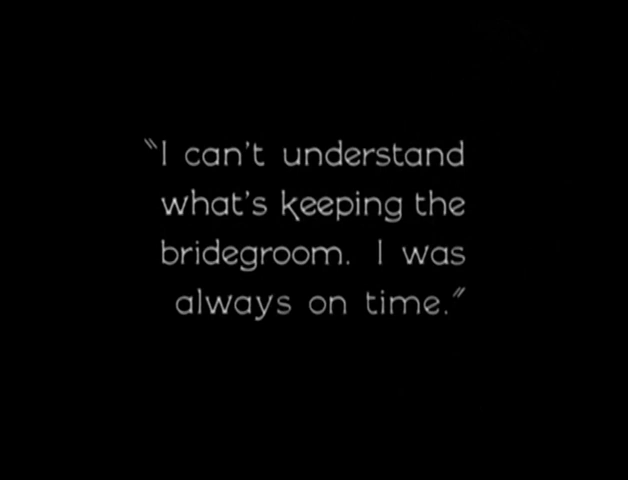 "I can't understand
what's keeping the
bridegroom. I was
always on time."